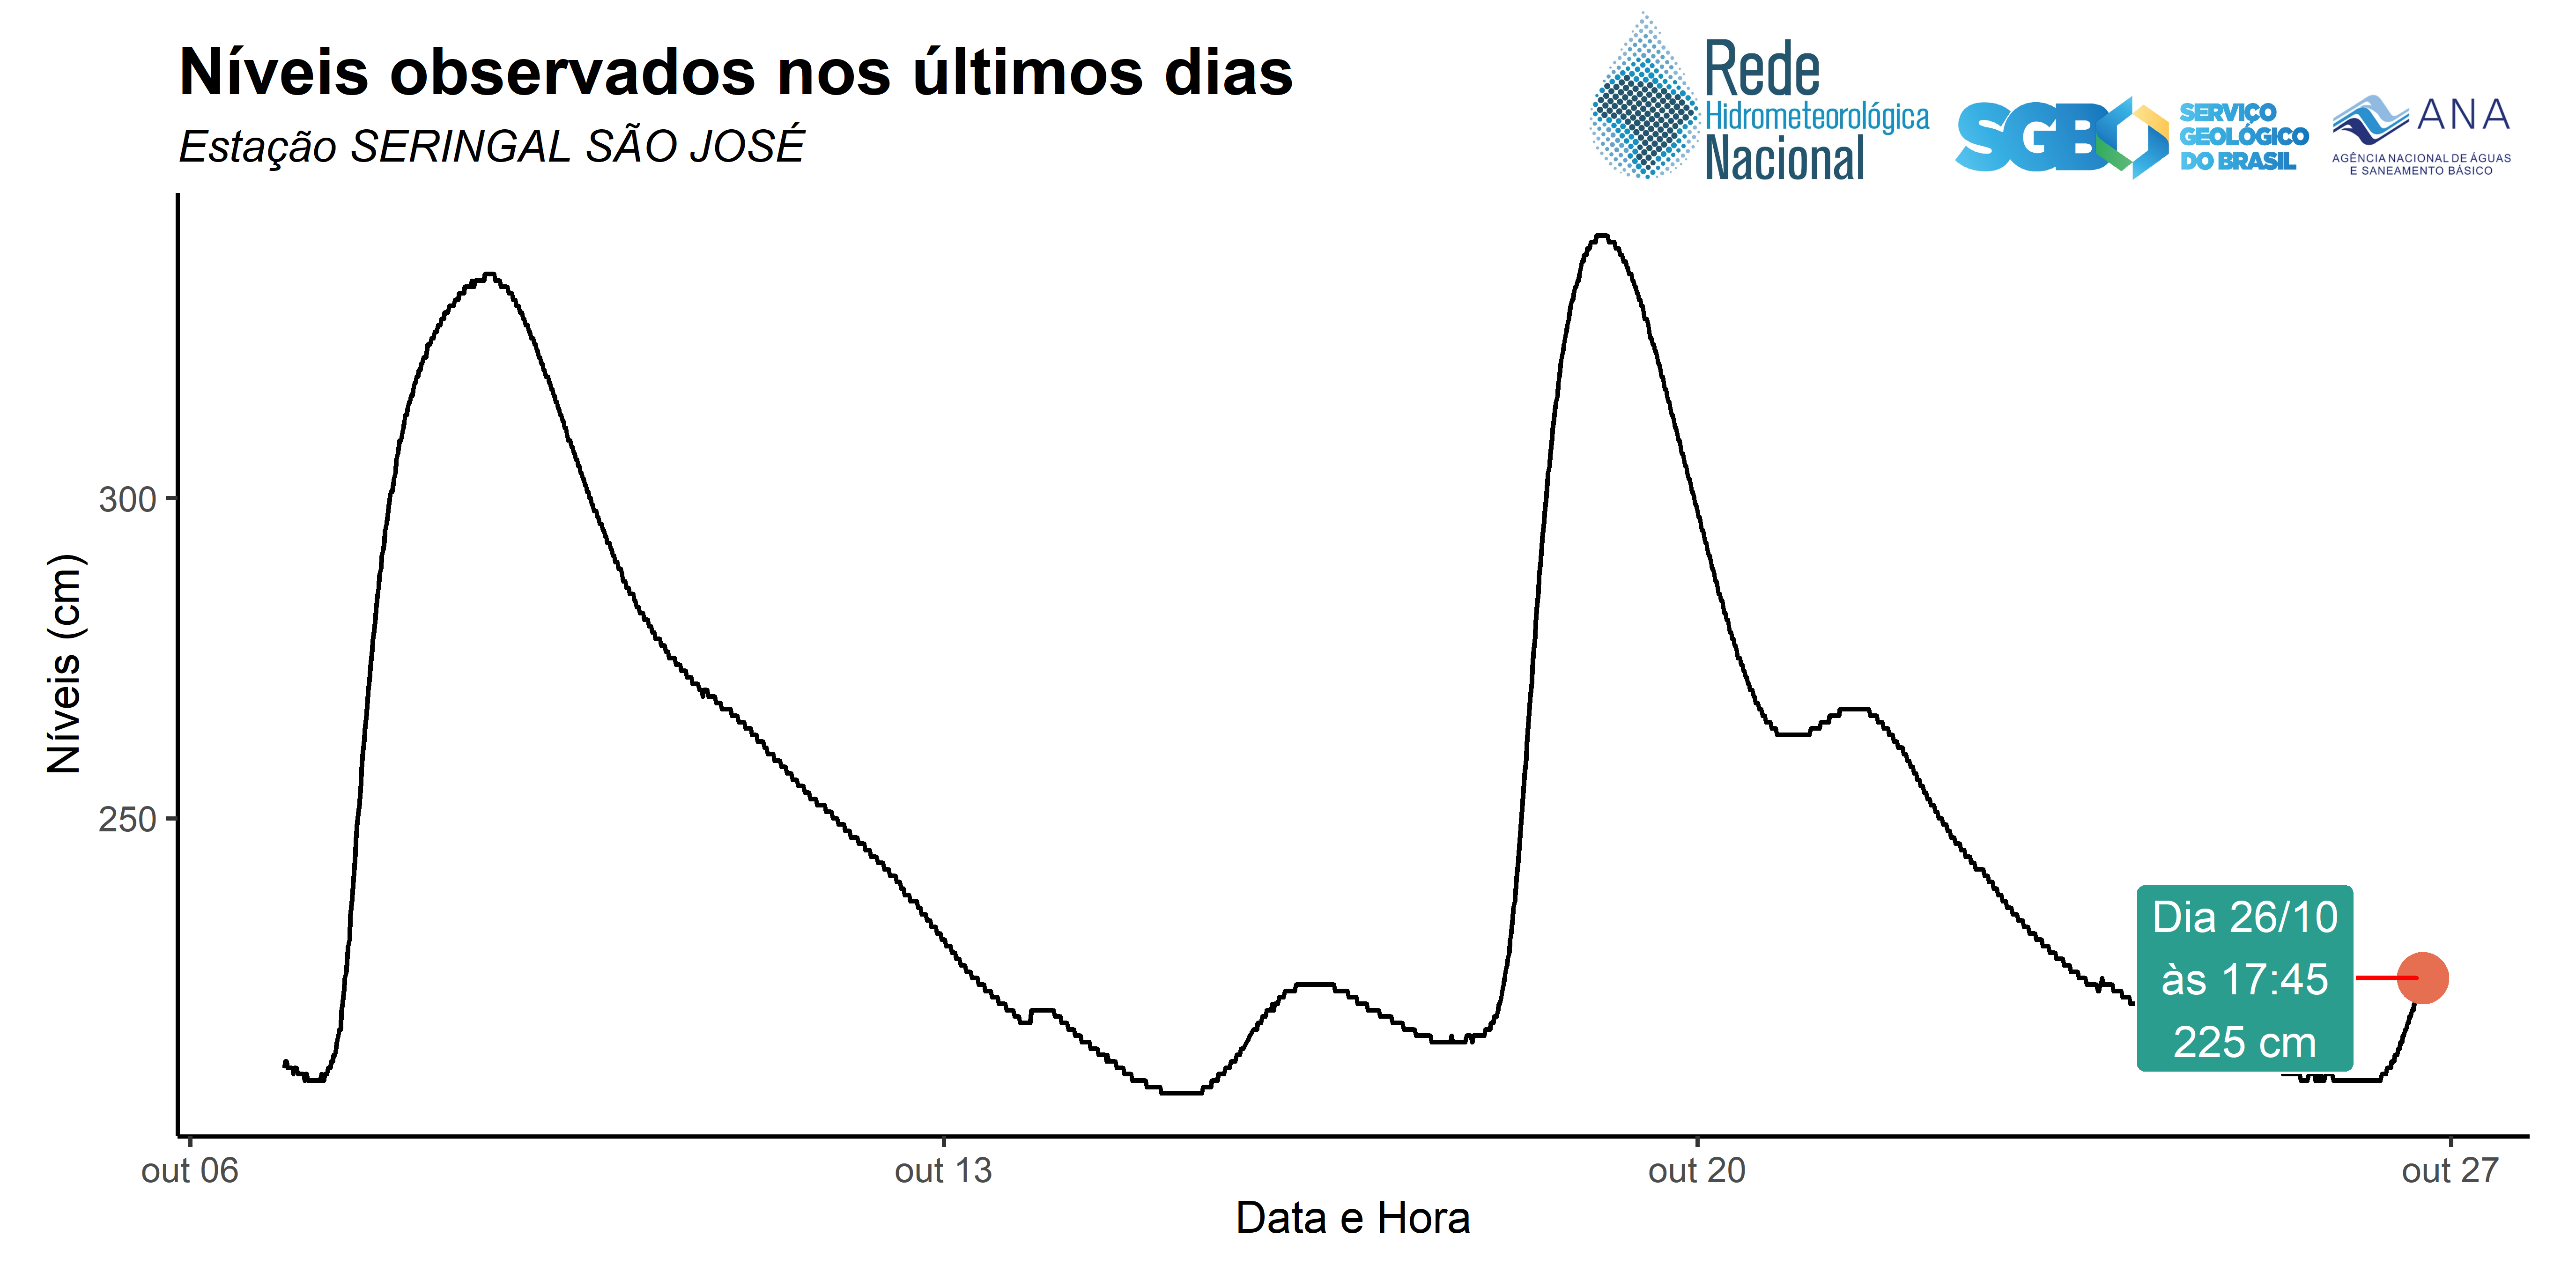 Níveis observados nos últimos dias
Estação SERINGAL SÃO JOSÉ
Rede
Hidrometeorológica
Nacional
SGB
SERVIÇO
GEOLÓGICO
DO BRASIL
ANA
AGÊNCIA NACIONAL DE ÁGUAS
E SANEAMENTO BÁSICO
Níveis (cm)
300
250
Dia 26/10
às 17:45
225 cm
out 06
out 13
out 20
out 27
Data e Hora